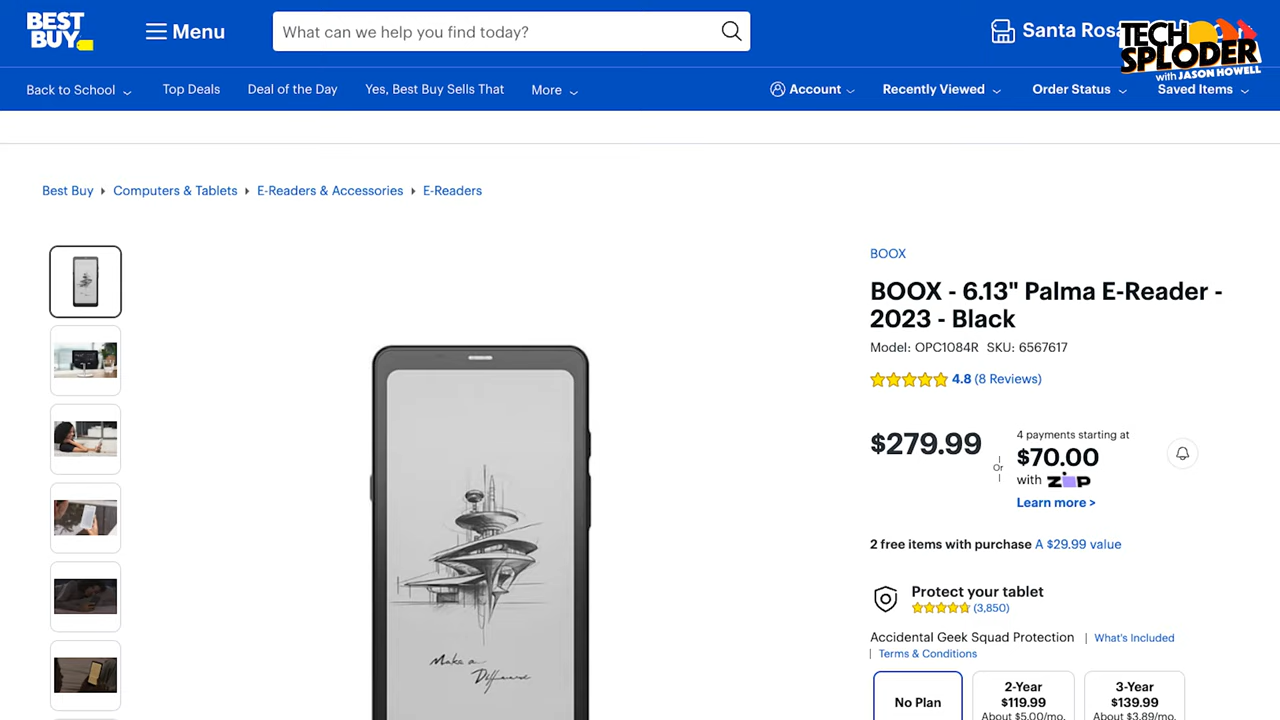 BEST
BUY
Menu
What can we help you find today?
Santa Rosa
TECH
SPLODER
with JASON HOWELL
Back to School
Top Deals
Deal of the Day
Yes, Best Buy Sells That
More
Account
Recently Viewed
Order Status
Saved Items
Best Buy
Computers & Tablets
E-Readers & Accessories
E-Readers
BOOX
BOOX - 6.13" Palma E-Reader -
2023 - Black
Model: OPC1084R SKU: 6567617
4.8 (8 Reviews)
$279.99
Or
4 payments starting at
$70.00
with ZIP
Learn more >
2 free items with purchase A $29.99 value
Protect your tablet
(3,850)
Accidental Geek Squad Protection | What's Included
| Terms & Conditions
No Plan
2-Year
$119.99
About $5.00/mo.
3-Year
$139.99
About $3.89/mo.
Make a
Different